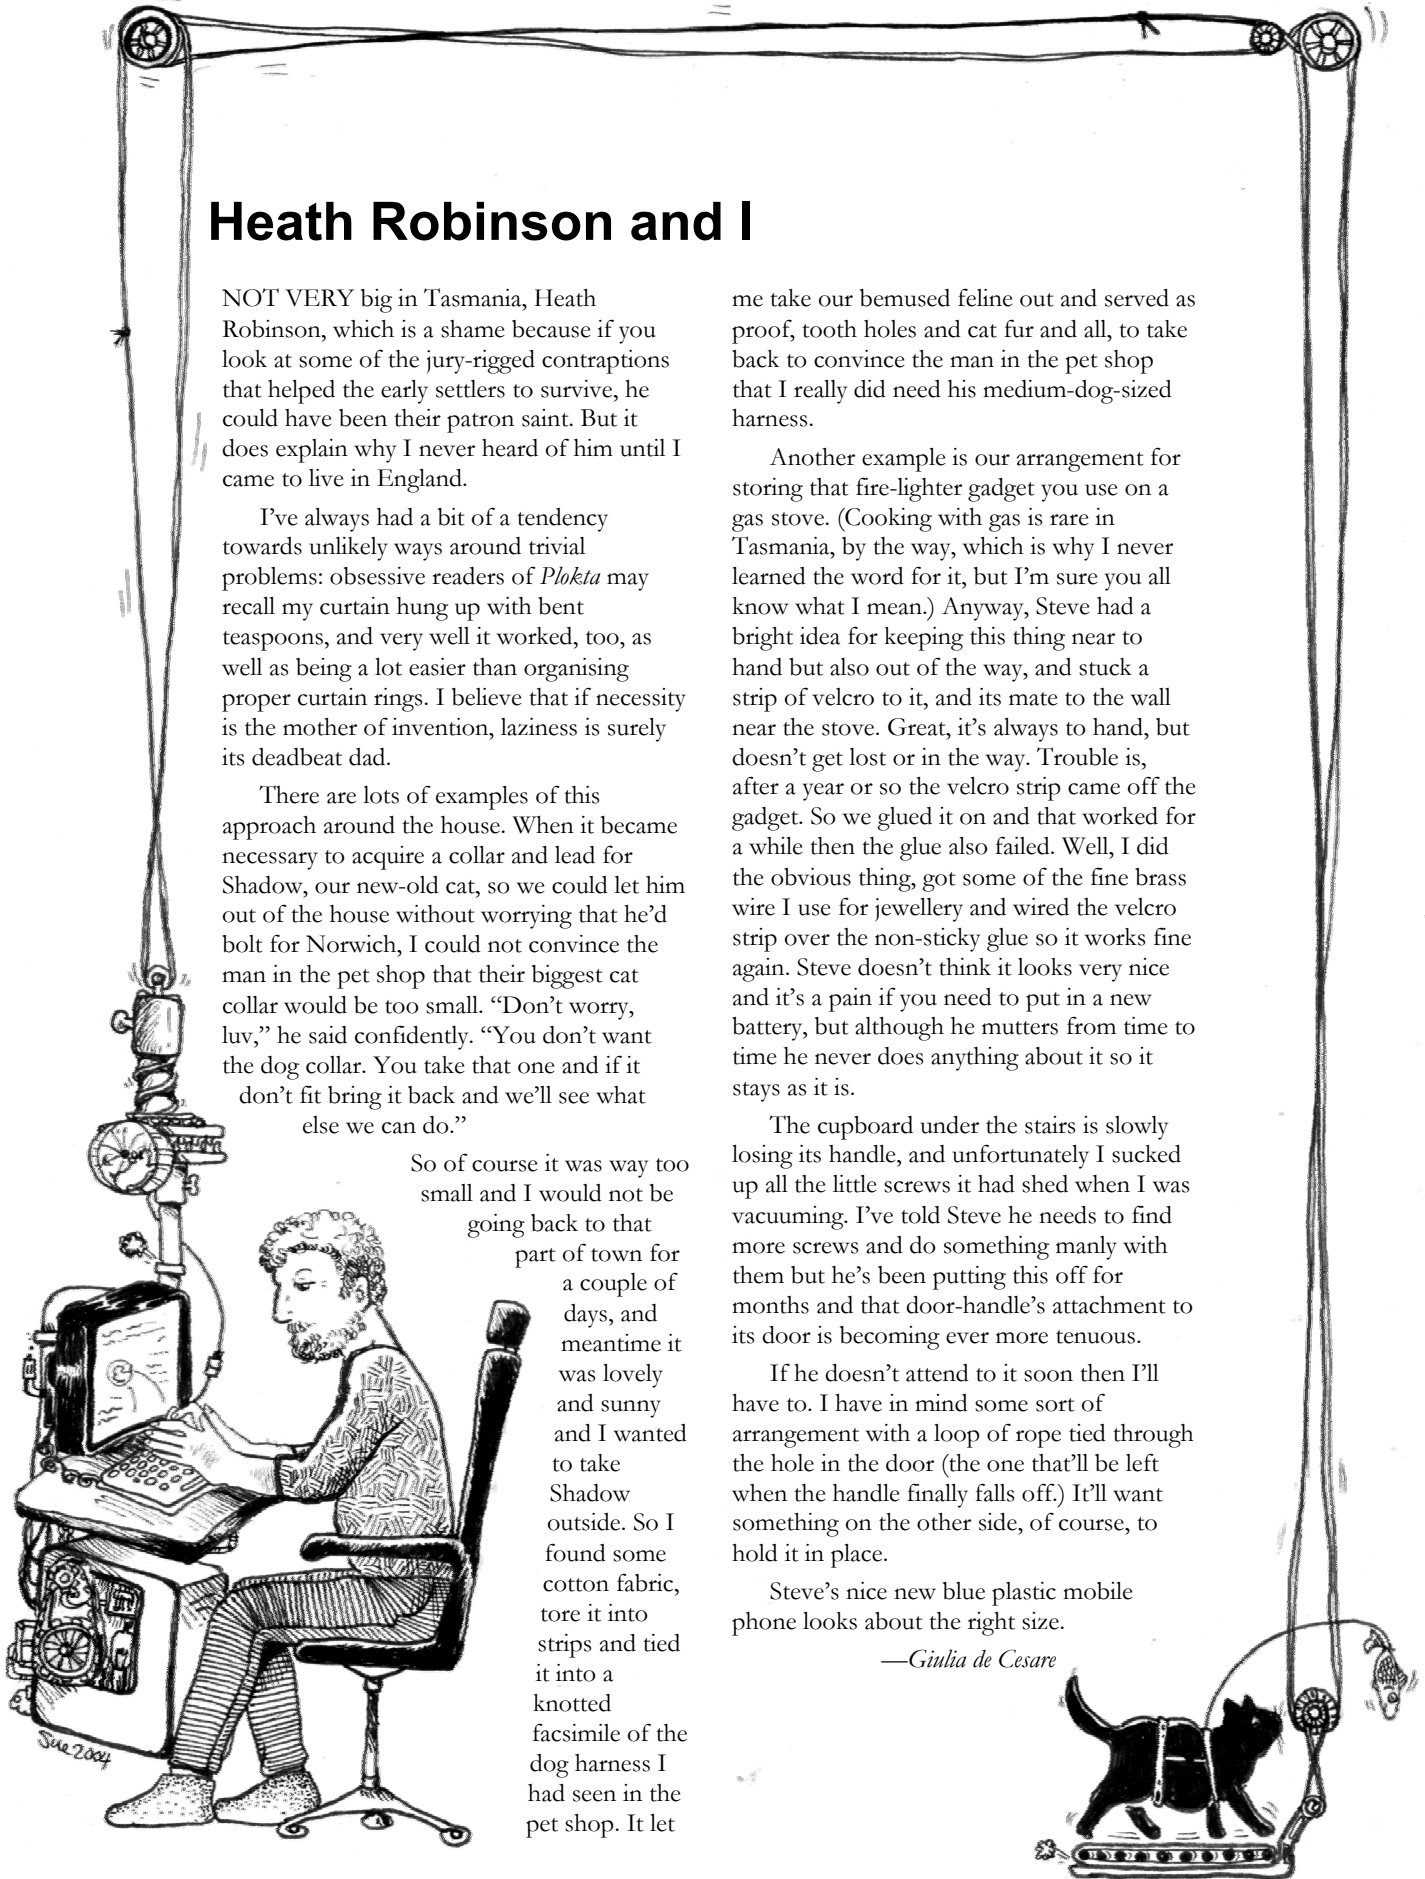 Heath Robinson and I
NOT VERY big in Tasmania, Heath
Robinson, which is a shame because if you
look at some of the jury-rigged contraptions
that helped the early settlers to survive, he
could have been their patron saint. But it
does explain why I never heard of him until I
came to live in England.
I’ve always had a bit of a tendency
towards unlikely ways around trivial
problems: obsessive readers of Plokta may
recall my curtain hung up with bent
teaspoons, and very well it worked, too, as
well as being a lot easier than organising
proper curtain rings. I believe that if necessity
is the mother of invention, laziness is surely
its deadbeat dad.
There are lots of examples of this
approach around the house. When it became
necessary to acquire a collar and lead for
Shadow, our new-old cat, so we could let him
out of the house without worrying that he’d
bolt for Norwich, I could not convince the
man in the pet shop that their biggest cat
collar would be too small. “Don’t worry,
luv,” he said confidently. “You don’t want
the dog collar. You take that one and if it
don’t fit bring it back and we’ll see what
else we can do.”
So of course it was way too
small and I would not be
going back to that
part of town for
a couple of
days, and
meantime it
was lovely
and sunny
and I wanted
to take
Shadow
outside. So I
found some
cotton fabric,
tore it into
strips and tied
it into a
knotted
facsimile of the
dog harness I
had seen in the
pet shop. It let
me take our bemused feline out and served as
proof, tooth holes and cat fur and all, to take
back to convince the man in the pet shop
that I really did need his medium-dog-sized
harness.
Another example is our arrangement for
storing that fire-lighter gadget you use on a
gas stove. (Cooking with gas is rare in
Tasmania, by the way, which is why I never
learned the word for it, but I’m sure you all
know what I mean.) Anyway, Steve had a
bright idea for keeping this thing near to
hand but also out of the way, and stuck a
strip of velcro to it, and its mate to the wall
near the stove. Great, it’s always to hand, but
doesn’t get lost or in the way. Trouble is,
after a year or so the velcro strip came off the
gadget. So we glued it on and that worked for
a while then the glue also failed. Well, I did
the obvious thing, got some of the fine brass
wire I use for jewellery and wired the velcro
strip over the non-sticky glue so it works fine
again. Steve doesn’t think it looks very nice
and it’s a pain if you need to put in a new
battery, but although he mutters from time to
time he never does anything about it so it
stays as it is.
The cupboard under the stairs is slowly
losing its handle, and unfortunately I sucked
up all the little screws it had shed when I was
vacuuming. I’ve told Steve he needs to find
more screws and do something manly with
them but he’s been putting this off for
months and that door-handle’s attachment to
its door is becoming ever more tenuous.
If he doesn’t attend to it soon then I’ll
have to. I have in mind some sort of
arrangement with a loop of rope tied through
the hole in the door (the one that’ll be left
when the handle finally falls off.) It’ll want
something on the other side, of course, to
hold it in place.
Steve’s nice new blue plastic mobile
phone looks about the right size.
—Giulia de Cesare
Sue 2004